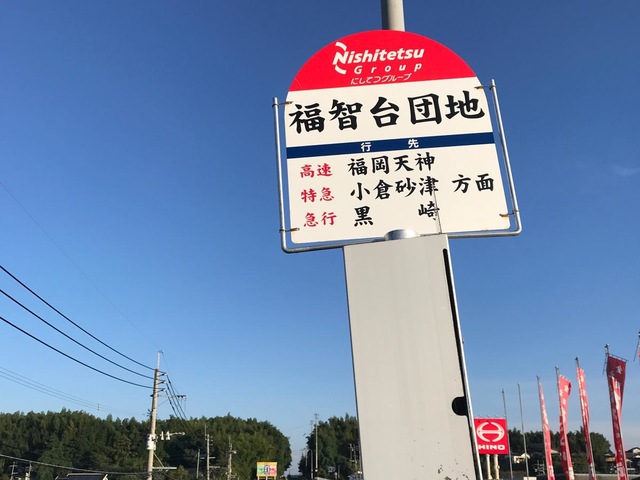 Nishitetsu
Group
にしてつグループ
福智台団地
行先
高速 福岡天神
特急 小倉砂津 方面
急行 黒崎
HINO